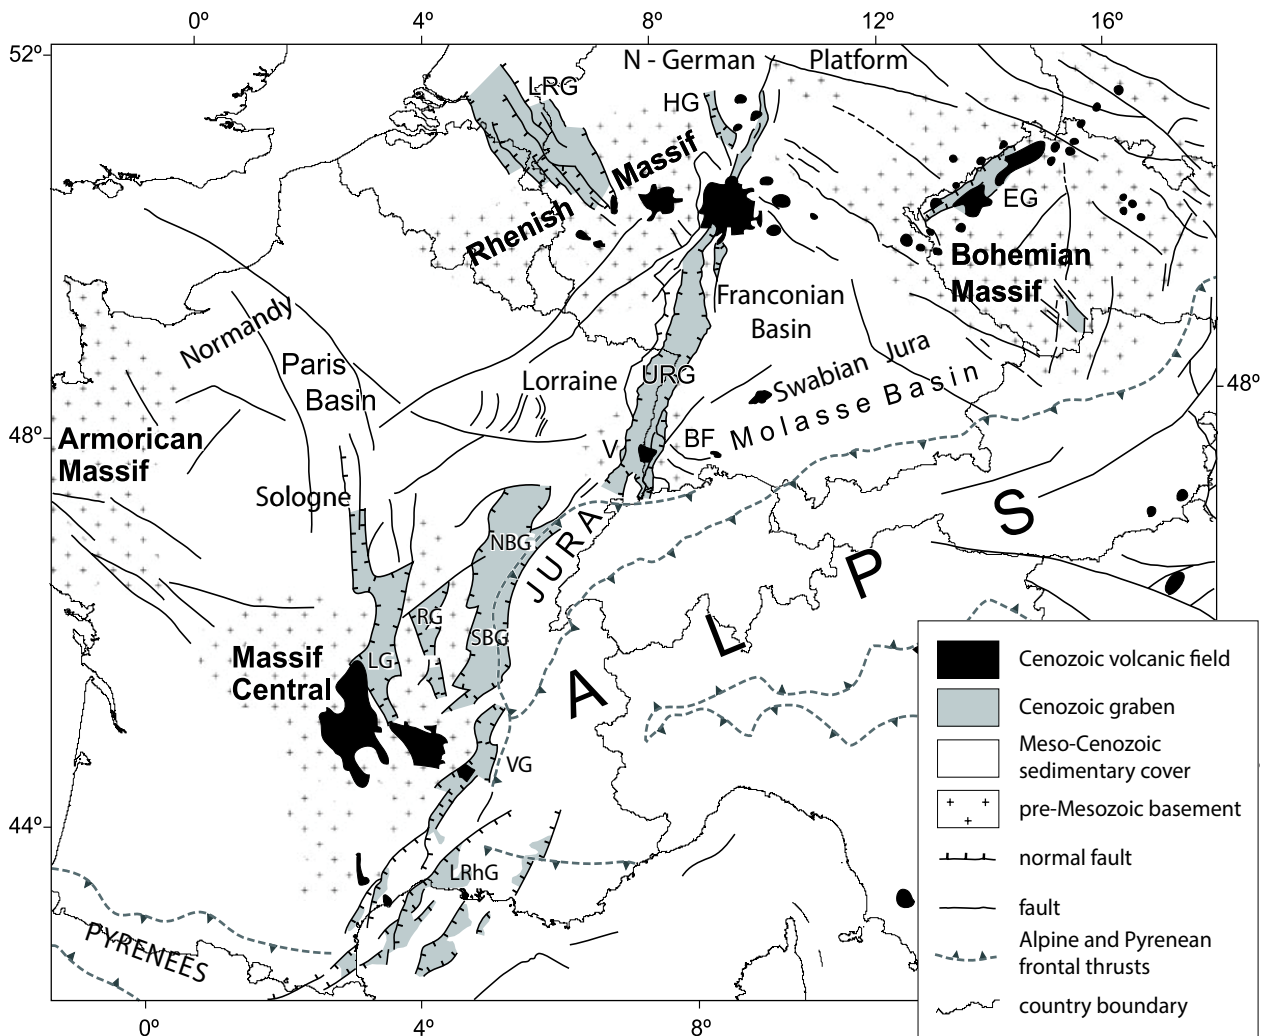 0º 4º 8º 12º 16º
52º
N - German Platform
LRG
HG
Rhenish Massif
EG
Bohemian
Massif
Franconian
Basin
Normandy
Paris
Basin
Lorraine
URG
Swabian Jura
48º
Molasse Basin
Armorican
Massif
48º
V
BF
Sologne
NBG
JURA
ALPS
RG
SBG
Massif
Central
LG
VG
44º
LRhG
PYRENEES
0º 4º 8º
Cenozoic volcanic field
Cenozoic graben
Meso-Cenozoic
sedimentary cover
pre-Mesozoic basement
normal fault
fault
Alpine and Pyrenean
frontal thrusts
country boundary